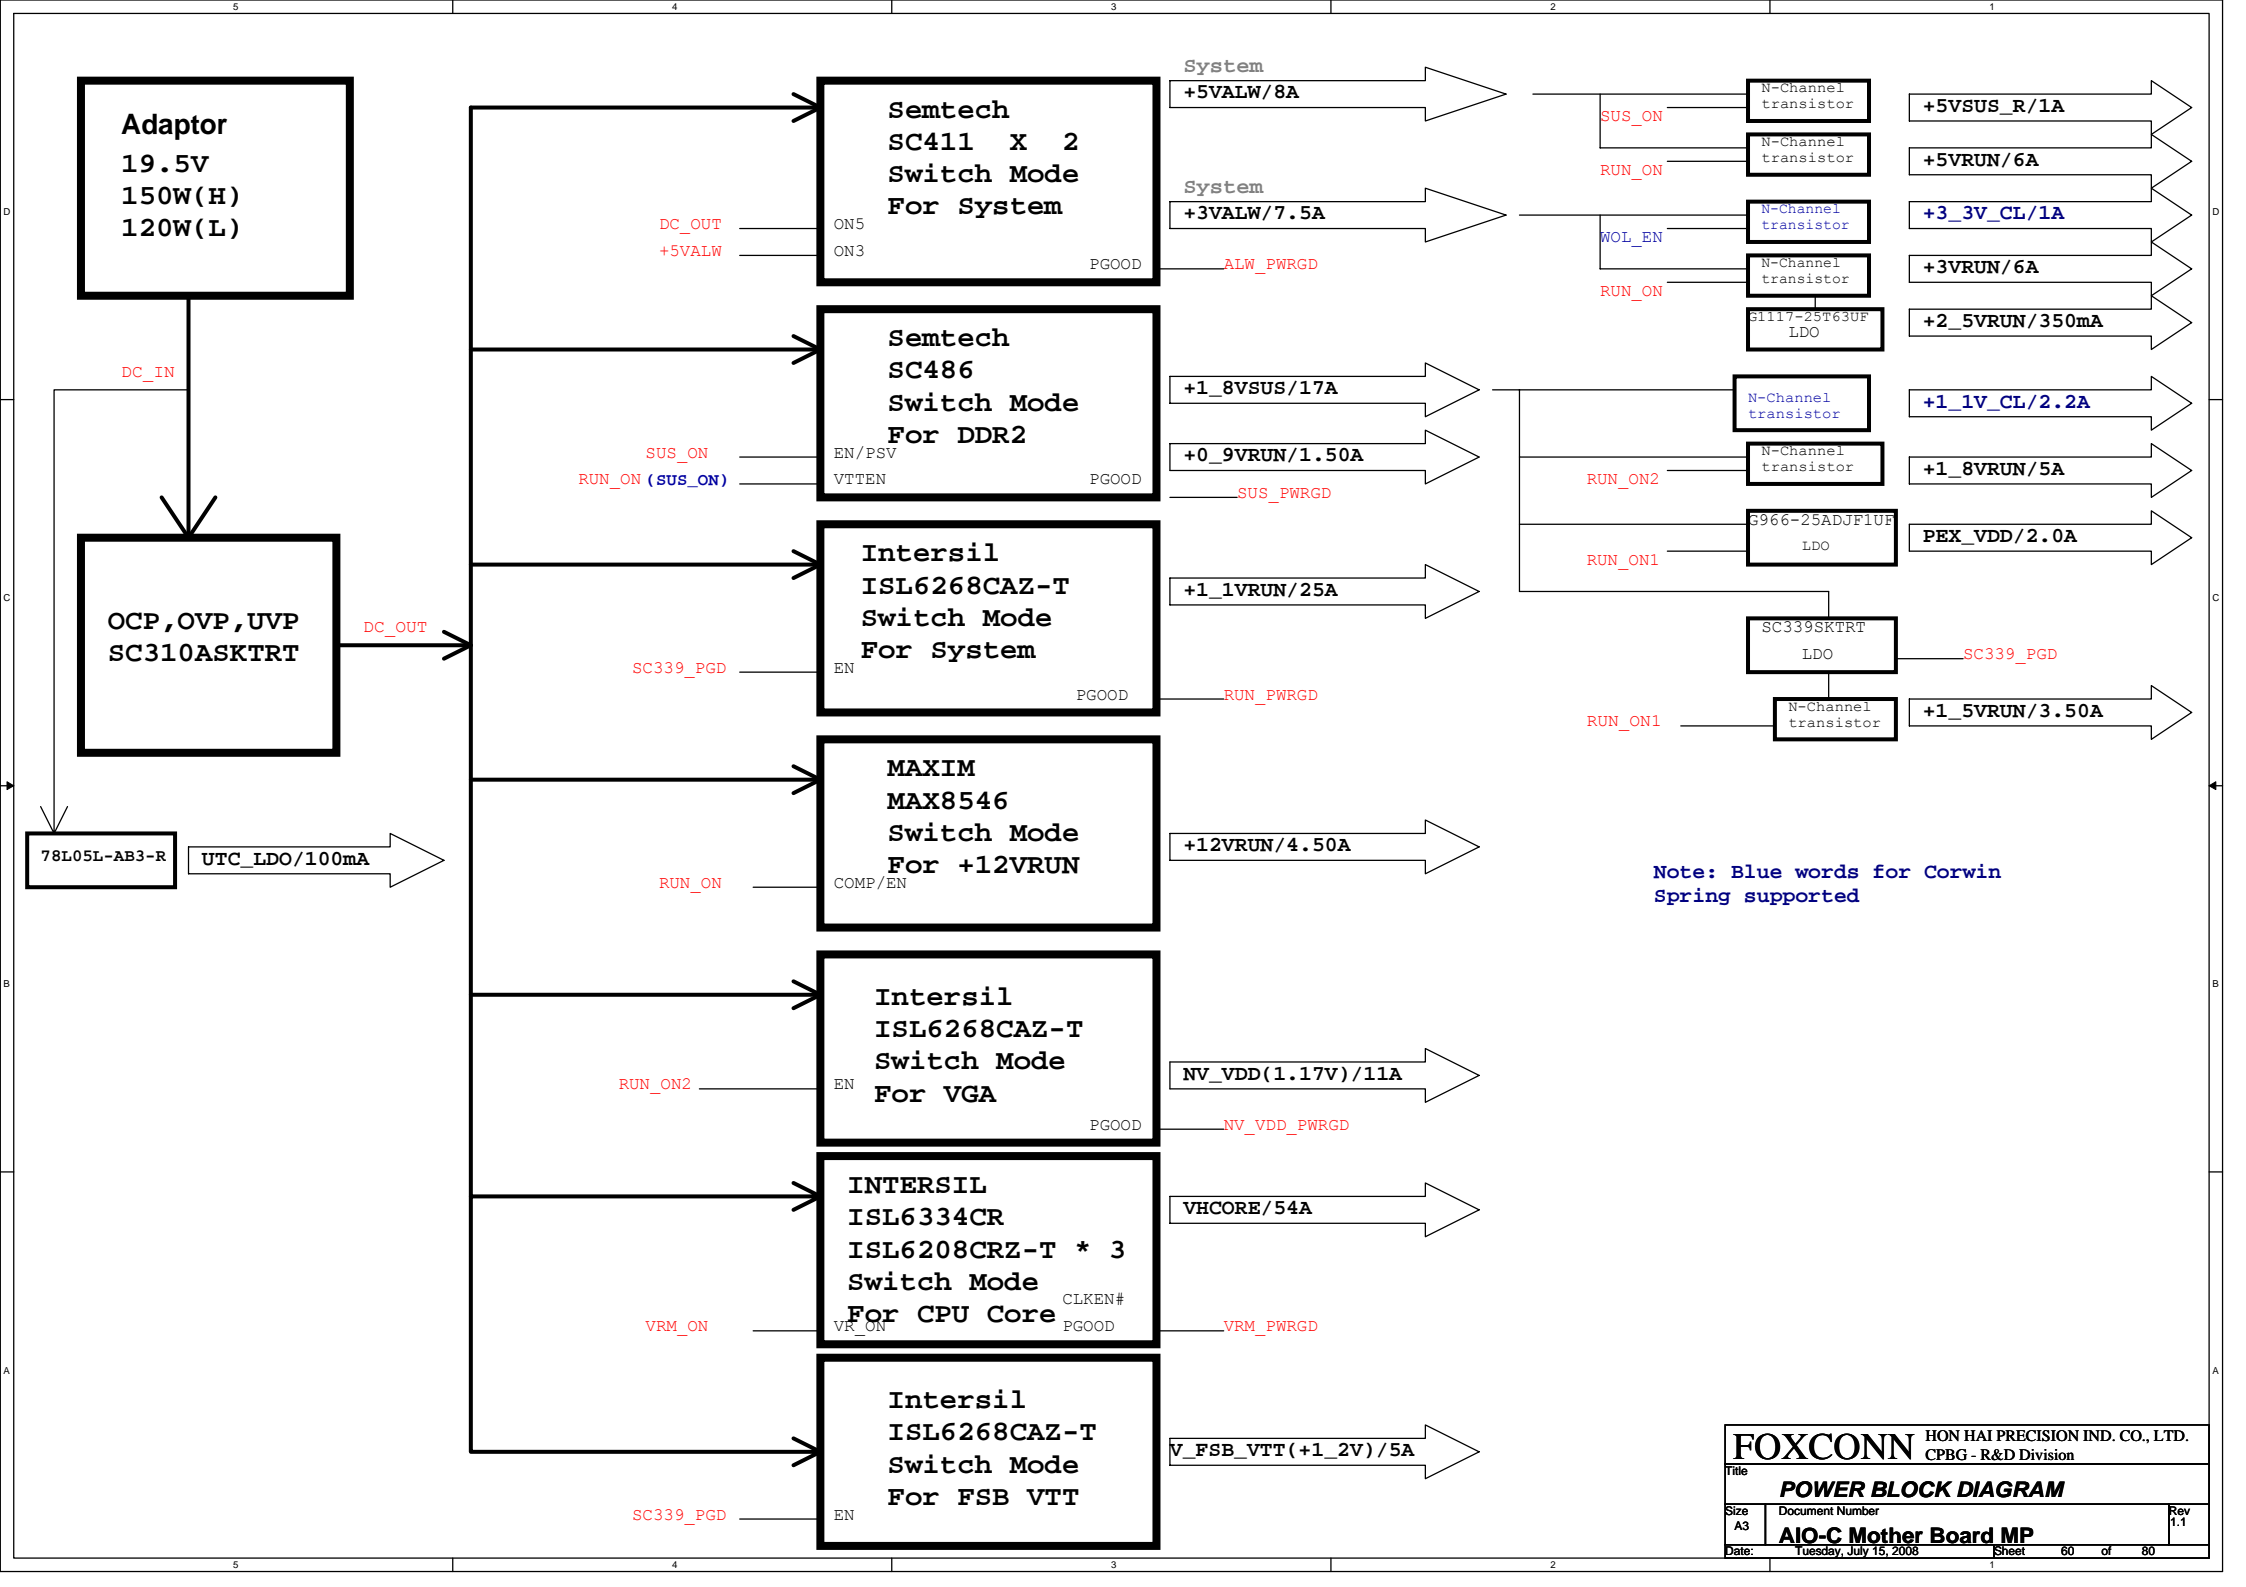 5
4
3
2
1
D
C
B
A
Adaptor
19.5V
150W(H)
120W(L)
DC_IN
OCP,OVP,UVP
SC310ASKTRT
DC_OUT
78L05L-AB3-R
UTC_LDO/100mA
Semtech
SC411 X 2
Switch Mode
For System
DC_OUT
ON5
+5VALW
ON3
PGOOD
ALW_PWRGD
System
+5VALW/8A
System
+3VALW/7.5A
Semtech
SC486
Switch Mode
For DDR2
SUS_ON
EN/PSV
RUN_ON (SUS_ON)
VTTEN
PGOOD
SUS_PWRGD
+1_8VSUS/17A
+0_9VRUN/1.50A
Intersil
ISL6268CAZ-T
Switch Mode
For System
SC339_PGD
EN
PGOOD
RUN_PWRGD
+1_1VRUN/25A
MAXIM
MAX8546
Switch Mode
For +12VRUN
RUN_ON
COMP/EN
+12VRUN/4.50A
Intersil
ISL6268CAZ-T
Switch Mode
For VGA
RUN_ON2
EN
PGOOD
NV_VDD_PWRGD
NV_VDD(1.17V)/11A
INTERSIL
ISL6334CR
ISL6208CRZ-T * 3
Switch Mode
For CPU Core
CLKEN#
VRM_ON
VR_ON
PGOOD
VRM_PWRGD
VHCORE/54A
Intersil
ISL6268CAZ-T
Switch Mode
For FSB VTT
SC339_PGD
EN
V_FSB_VTT(+1_2V)/5A
N-Channel
transistor
SUS_ON
+5VSUS_R/1A
N-Channel
transistor
RUN_ON
+5VRUN/6A
N-Channel
transistor
WOL_EN
+3_3V_CL/1A
N-Channel
transistor
RUN_ON
+3VRUN/6A
G1117-25T63UF
LDO
+2_5VRUN/350mA
N-Channel
transistor
+1_1V_CL/2.2A
N-Channel
transistor
RUN_ON2
+1_8VRUN/5A
G966-25ADJF1UF
LDO
RUN_ON1
PEX_VDD/2.0A
SC339SKTRT
LDO
SC339_PGD
N-Channel
transistor
RUN_ON1
+1_5VRUN/3.50A
Note: Blue words for Corwin
Spring supported
FOXCONN
HON HAI PRECISION IND. CO., LTD.
CPBG - R&D Division
Title
POWER BLOCK DIAGRAM
Size
A3
Document Number
AIO-C Mother Board MP
Rev
1.1
Date: Tuesday, July 15, 2008 Sheet 60 of 80
D
C
B
A
5
4
3
2
1